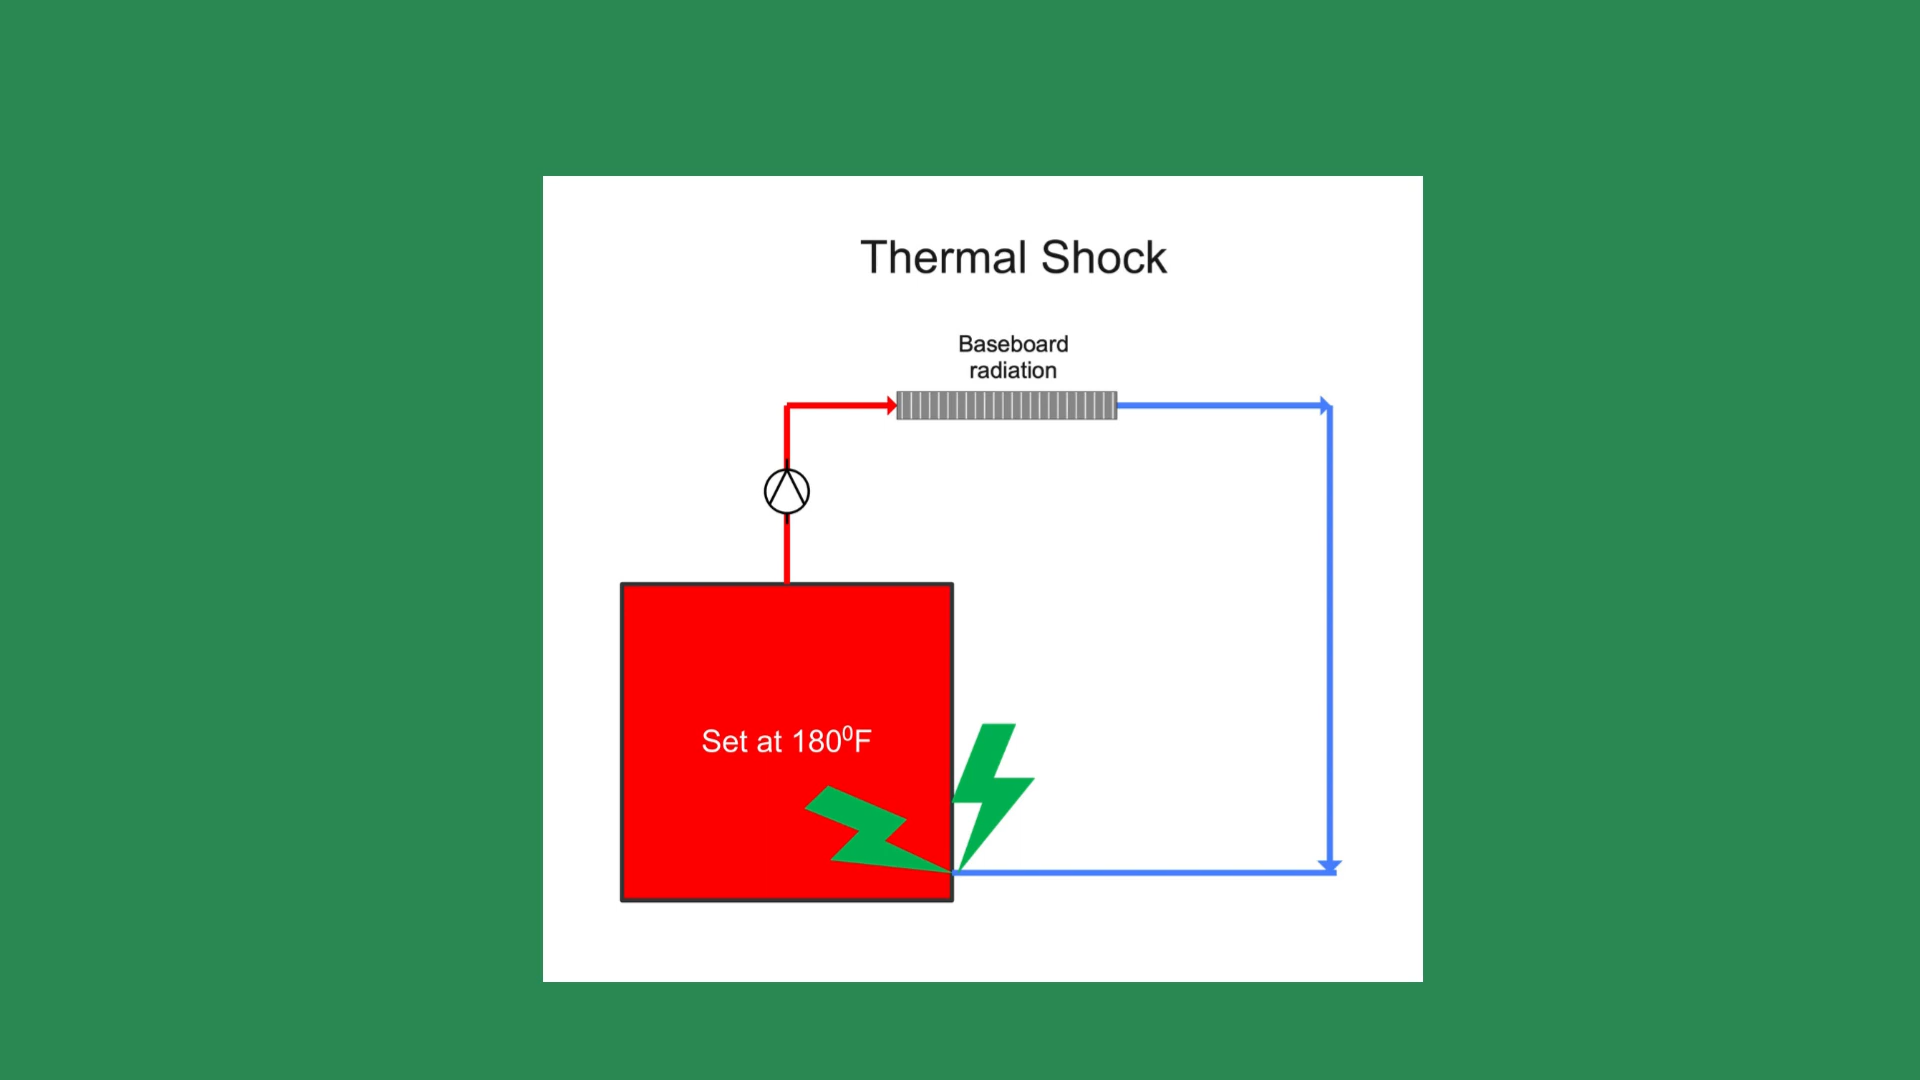 Thermal Shock
Baseboard
radiation
Set at 180⁰F